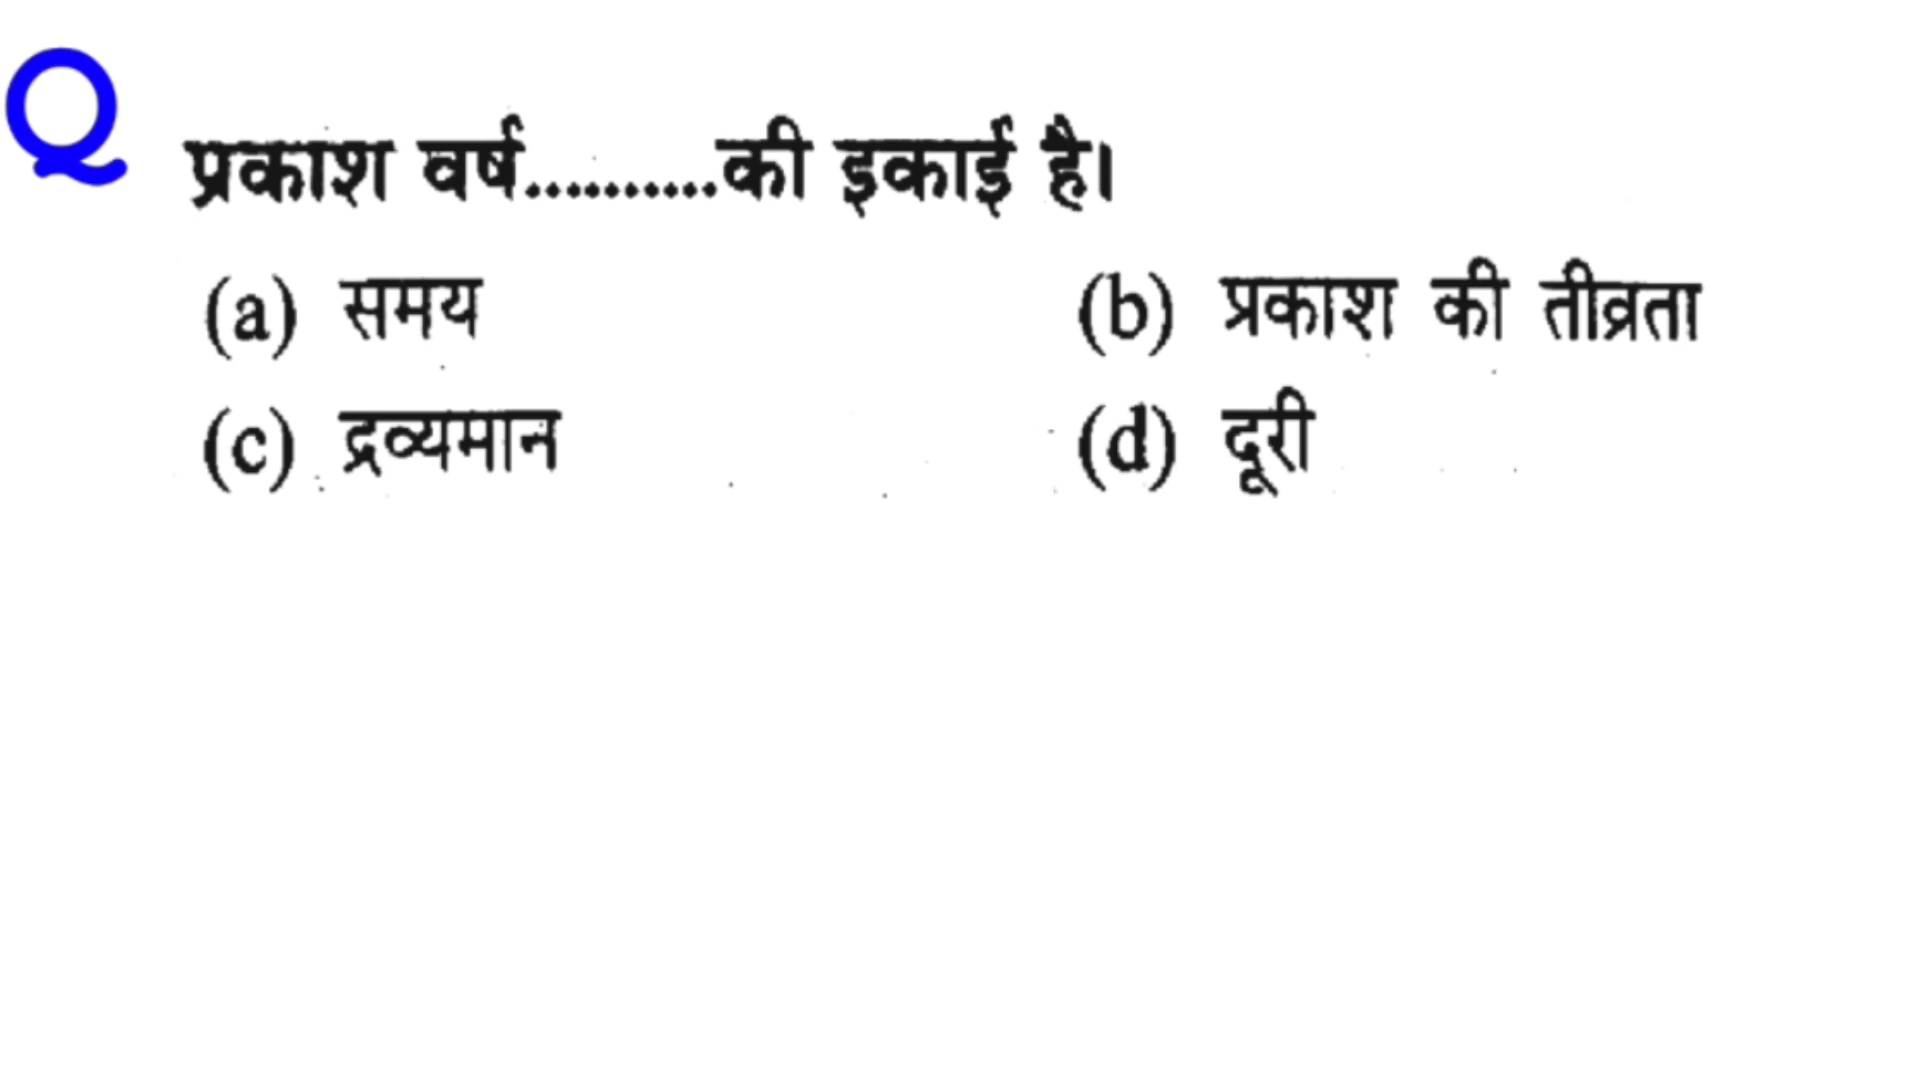 Q
प्रकाश वर्ष..........की इकाई है।
(a) समय (b) प्रकाश की तीव्रता
(c) द्रव्यमान (d) दूरी